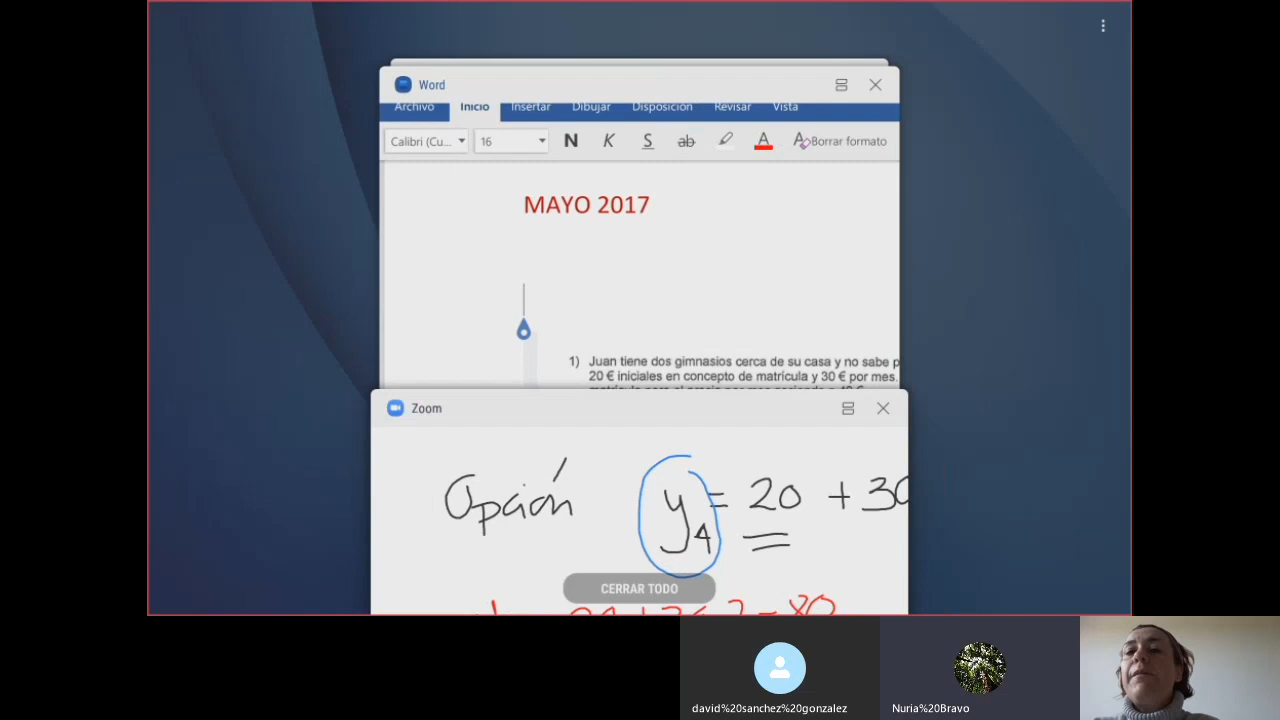 Word
Archivo Inicio Insertar Dibujar Disposición Revisar Vista
Calibri (Cu... 16 N K S ab A A Borrar formato
MAYO 2017
1) Juan tiene dos gimnasios cerca de su casa y no sabe p
20 € iniciales en concepto de matrícula y 30 € por mes.
Zoom
Opción y4 = 20 + 30
CERRAR TODO
david%20sanchez%20gonzalez
Nuria%20Bravo